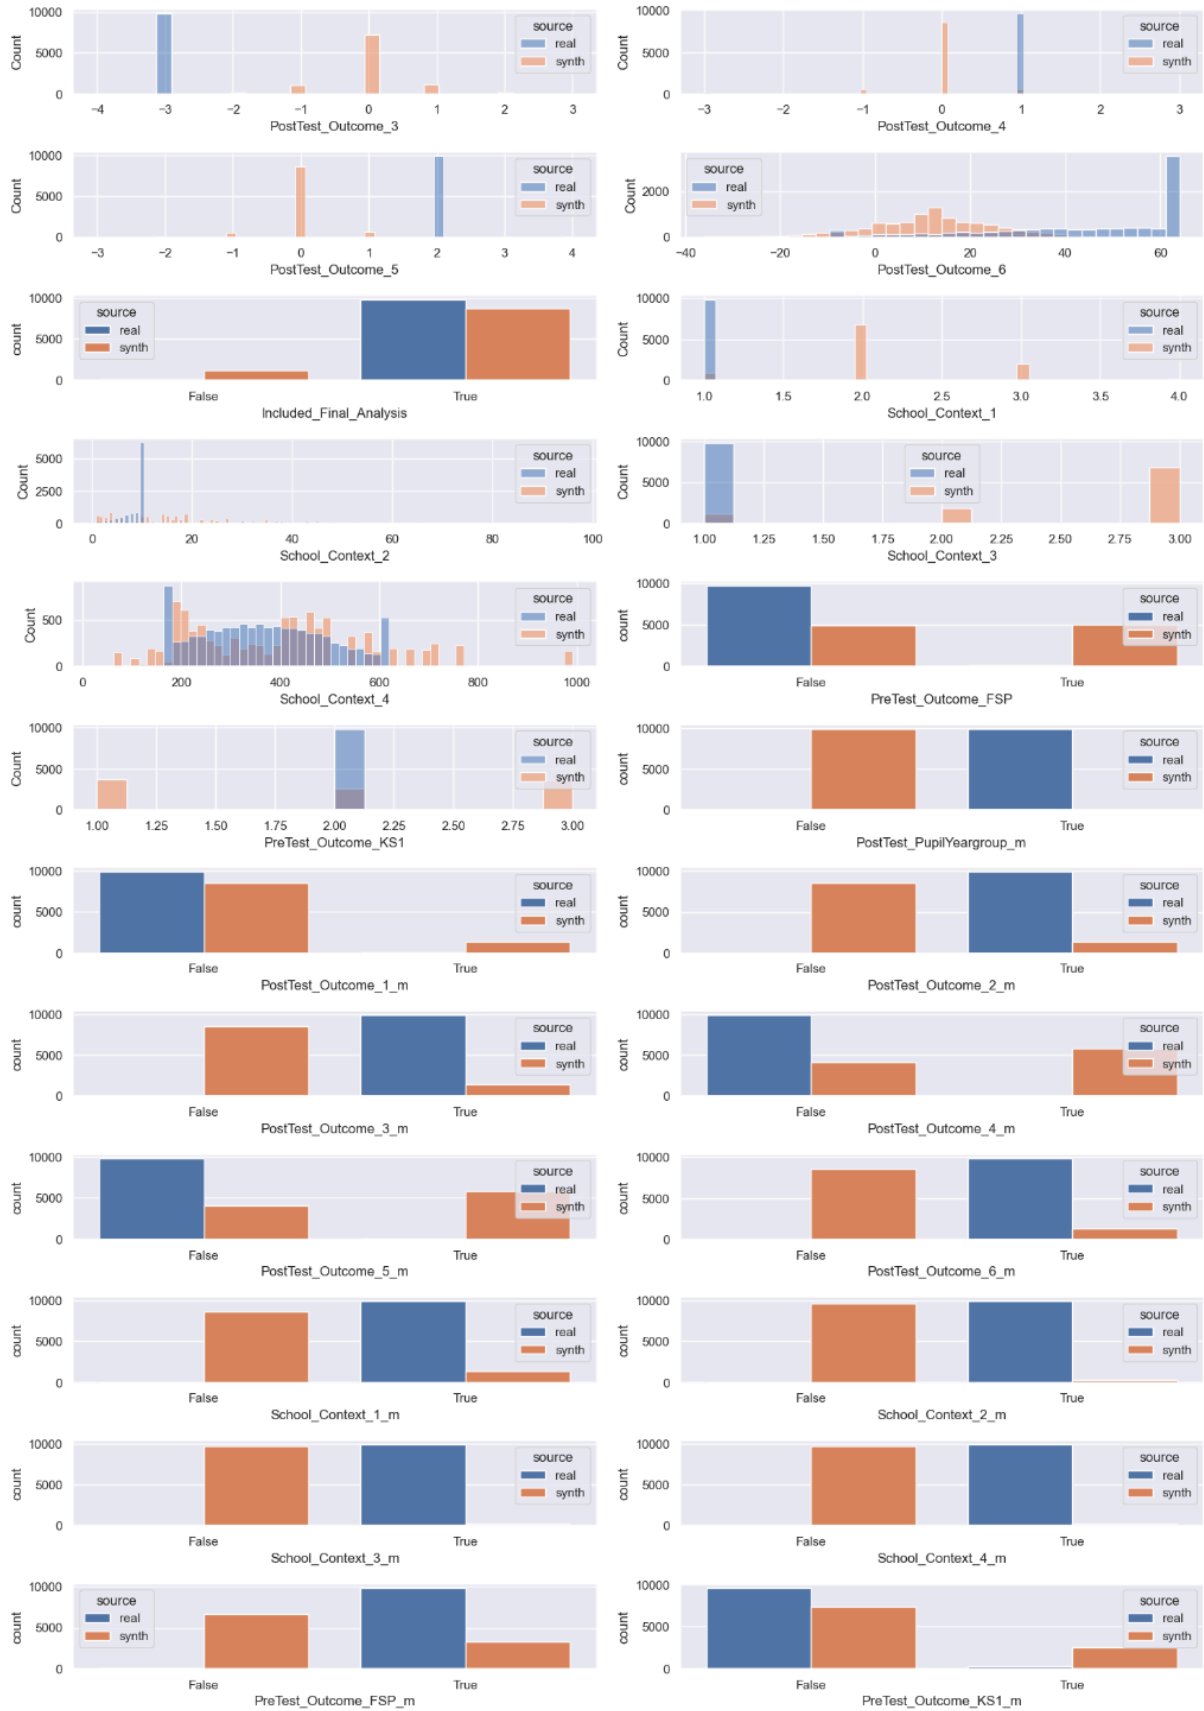 10000
5000
0
Count
source
real
synth
−4
−3
−2
−1
0
1
2
3
PostTest_Outcome_3
10000
5000
0
Count
source
real
synth
−3
−2
−1
0
1
2
3
PostTest_Outcome_4
10000
5000
0
Count
source
real
synth
−3
−2
−1
0
1
2
3
4
PostTest_Outcome_5
2000
0
Count
source
real
synth
−40
−20
0
20
40
60
PostTest_Outcome_6
10000
5000
0
count
source
real
synth
False
True
Included_Final_Analysis
10000
5000
0
Count
source
real
synth
1.0
1.5
2.0
2.5
3.0
3.5
4.0
School_Context_1
5000
2500
0
Count
source
real
synth
0
20
40
60
80
100
School_Context_2
10000
5000
0
Count
source
real
synth
1.00
1.25
1.50
1.75
2.00
2.25
2.50
2.75
3.00
School_Context_3
500
0
Count
source
real
synth
0
200
400
600
800
1000
School_Context_4
10000
5000
0
count
source
real
synth
False
True
PreTest_Outcome_FSP
10000
5000
0
Count
source
real
synth
1.00
1.25
1.50
1.75
2.00
2.25
2.50
2.75
3.00
PreTest_Outcome_KS1
10000
5000
0
count
source
real
synth
False
True
PostTest_PupilYeargroup_m
10000
5000
0
count
source
real
synth
False
True
PostTest_Outcome_1_m
10000
5000
0
count
source
real
synth
False
True
PostTest_Outcome_2_m
10000
5000
0
count
source
real
synth
False
True
PostTest_Outcome_3_m
10000
5000
0
count
source
real
synth
False
True
PostTest_Outcome_4_m
10000
5000
0
count
source
real
synth
False
True
PostTest_Outcome_5_m
10000
5000
0
count
source
real
synth
False
True
PostTest_Outcome_6_m
10000
5000
0
count
source
real
synth
False
True
School_Context_1_m
10000
5000
0
count
source
real
synth
False
True
School_Context_2_m
10000
5000
0
count
source
real
synth
False
True
School_Context_3_m
10000
5000
0
count
source
real
synth
False
True
School_Context_4_m
10000
5000
0
count
source
real
synth
False
True
PreTest_Outcome_FSP_m
10000
5000
0
count
source
real
synth
False
True
PreTest_Outcome_KS1_m